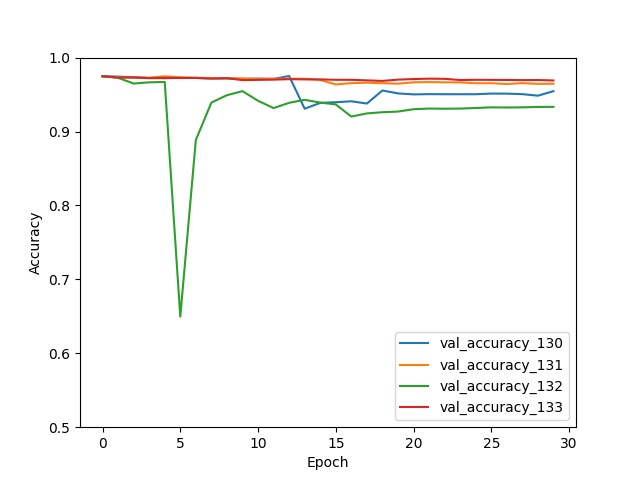 1.0
0.9
0.8
0.7
0.6
0.5
Accuracy
0
5
10
15
20
25
30
Epoch
val_accuracy_130
val_accuracy_131
val_accuracy_132
val_accuracy_133